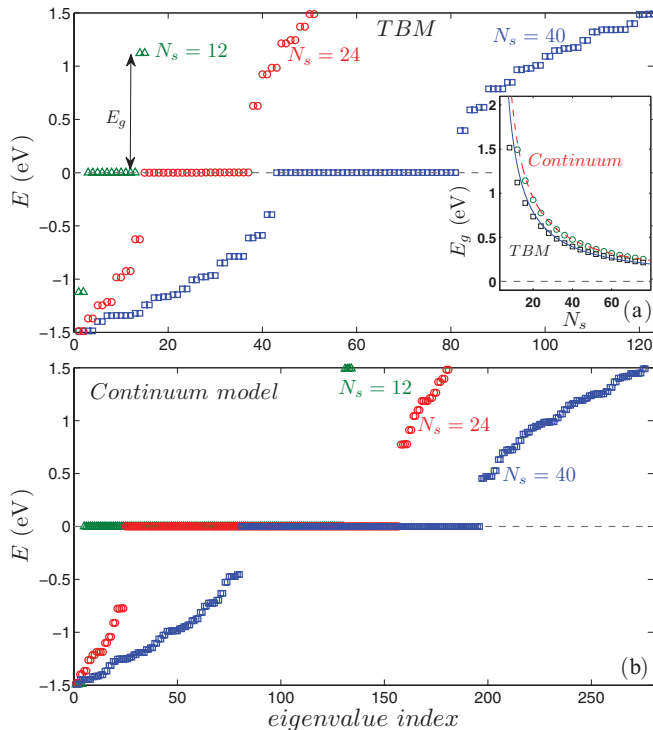 1.5
1
0.5
0
−0.5
−1
−1.5
E (eV)
TBM
N_s = 12
N_s = 24
N_s = 40
E_g
0
20
40
60
80
100
120
2
1.5
1
0.5
0
E_g (eV)
Continuum
TBM
20
40
60
N_s
(a)
1.5
1
0.5
0
−0.5
−1
−1.5
E (eV)
Continuum model
N_s = 12
N_s = 24
N_s = 40
0
50
100
150
200
250
eigenvalue index
(b)